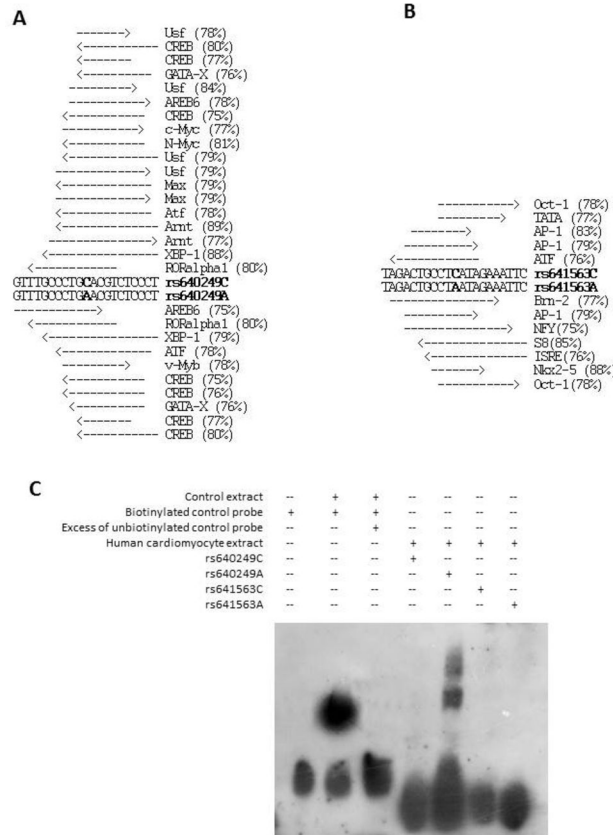 A
-------> Usf (78%)
<----------- CREB (80%)
<------- CREB (77%)
<---------- GATA-X (76%)
---------> Usf (84%)
-----------> AREB6 (78%)
<----------- CREB (75%)
-----------> c-Myc (77%)
<----------- N-Myc (81%)
<------------- Usf (79%)
-------------> Usf (79%)
<------------- Max (79%)
-------------> Max (79%)
<------------- Atf (78%)
<-------------- Arnt (89%)
---------------> Arnt (77%)
<---------------- XBP-1 (88%)
<------------ RORalpha1 (80%)
GTTTGCCCTGCACGTCTCCCT rs640249C
GTTTGCCCTGAACGTCTCCCT rs640249A
------------> AREB6 (75%)
<------------ RORalpha1 (80%)
<---------------- XBP-1 (79%)
<------------ ATF (78%)
---------> v-Myb (78%)
<----------- CREB (75%)
<----------- CREB (76%)
<---------- GATA-X (76%)
<------- CREB (77%)
<---------- CREB (80%)
B
-----------> Oct-1 (78%)
---------> TATA (77%)
--------> AP-1 (83%)
--------> AP-1 (79%)
<------- ATF (76%)
TAGACTGCCTCATAGAAATTC rs641563C
TAGACTGCCTAATAGAAATTC rs641563A
-----------> Brn-2 (77%)
--------> AP-1 (79%)
----------> NFY(75%)
<--------------- S8(85%)
<------------ ISRE(76%)
------> Nkx2-5 (88%)
-----------> Oct-1(78%)
C
Control extract -- + + -- -- -- --
Biotinylated control probe + + + -- -- -- --
Excess of unbiotinylated control probe -- -- + -- -- -- --
Human cardiomyocyte extract -- -- -- + + + +
rs640249C -- -- -- + -- -- --
rs640249A -- -- -- -- + -- --
rs641563C -- -- -- -- -- + --
rs641563A -- -- -- -- -- -- +